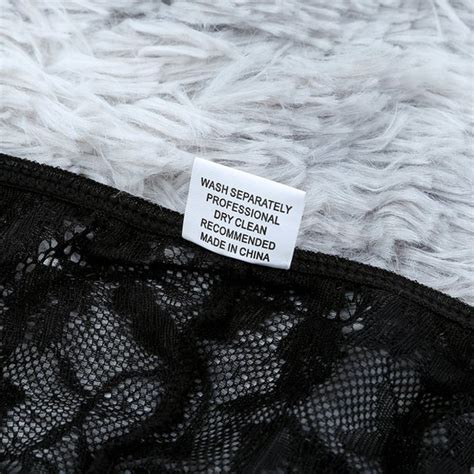 WASH SEPARATELY
PROFESSIONAL
DRY CLEAN
RECOMMENDED
MADE IN CHINA